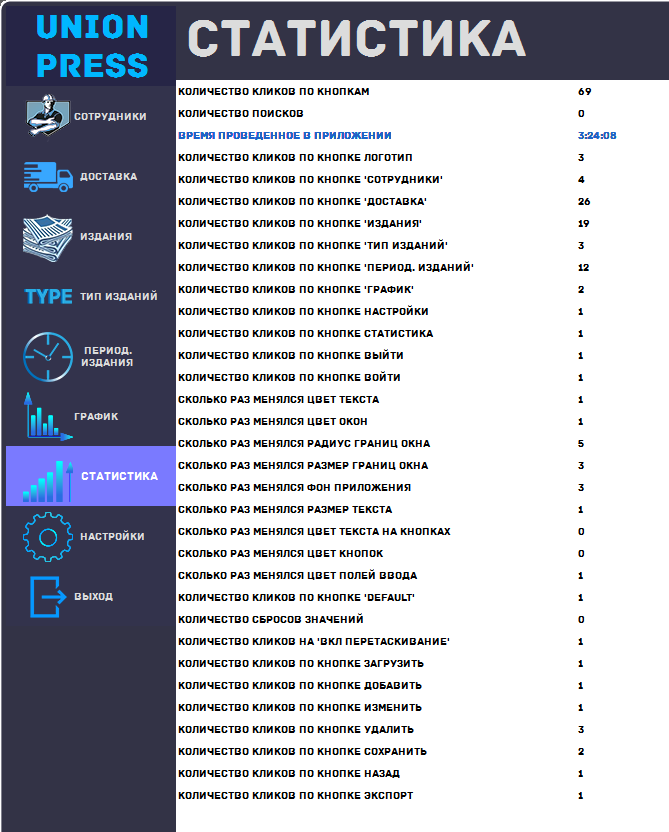 UNION
PRESS
СТАТИСТИКА
СОТРУДНИКИ
ДОСТАВКА
ИЗДАНИЯ
TYPE ТИП ИЗДАНИЙ
ПЕРИОД.
ИЗДАНИЯ
ГРАФИК
СТАТИСТИКА
НАСТРОЙКИ
ВЫХОД
КОЛИЧЕСТВО КЛИКОВ ПО КНОПКАМ 69
КОЛИЧЕСТВО ПОИСКОВ 0
ВРЕМЯ ПРОВЕДЕННОЕ В ПРИЛОЖЕНИИ 3:24:08
КОЛИЧЕСТВО КЛИКОВ ПО КНОПКЕ ЛОГОТИП 3
КОЛИЧЕСТВО КЛИКОВ ПО КНОПКЕ 'СОТРУДНИКИ' 4
КОЛИЧЕСТВО КЛИКОВ ПО КНОПКЕ 'ДОСТАВКА' 26
КОЛИЧЕСТВО КЛИКОВ ПО КНОПКЕ 'ИЗДАНИЯ' 19
КОЛИЧЕСТВО КЛИКОВ ПО КНОПКЕ 'ТИП ИЗДАНИЙ' 3
КОЛИЧЕСТВО КЛИКОВ ПО КНОПКЕ 'ПЕРИОД. ИЗДАНИЙ' 12
КОЛИЧЕСТВО КЛИКОВ ПО КНОПКЕ 'ГРАФИК' 2
КОЛИЧЕСТВО КЛИКОВ ПО КНОПКЕ НАСТРОЙКИ 1
КОЛИЧЕСТВО КЛИКОВ ПО КНОПКЕ СТАТИСТИКА 1
КОЛИЧЕСТВО КЛИКОВ ПО КНОПКЕ ВЫЙТИ 1
КОЛИЧЕСТВО КЛИКОВ ПО КНОПКЕ ВОЙТИ 1
СКОЛЬКО РАЗ МЕНЯЛСЯ ЦВЕТ ТЕКСТА 1
СКОЛЬКО РАЗ МЕНЯЛСЯ ЦВЕТ ОКОН 1
СКОЛЬКО РАЗ МЕНЯЛСЯ РАДИУС ГРАНИЦ ОКНА 5
СКОЛЬКО РАЗ МЕНЯЛСЯ РАЗМЕР ГРАНИЦ ОКНА 3
СКОЛЬКО РАЗ МЕНЯЛСЯ ФОН ПРИЛОЖЕНИЯ 3
СКОЛЬКО РАЗ МЕНЯЛСЯ РАЗМЕР ТЕКСТА 1
СКОЛЬКО РАЗ МЕНЯЛСЯ ЦВЕТ ТЕКСТА НА КНОПКАХ 0
СКОЛЬКО РАЗ МЕНЯЛСЯ ЦВЕТ КНОПОК 0
СКОЛЬКО РАЗ МЕНЯЛСЯ ЦВЕТ ПОЛЕЙ ВВОДА 1
КОЛИЧЕСТВО КЛИКОВ ПО КНОПКЕ 'DEFAULT' 1
КОЛИЧЕСТВО СБРОСОВ ЗНАЧЕНИЙ 0
КОЛИЧЕСТВО КЛИКОВ НА 'ВКЛ ПЕРЕТАСКИВАНИЕ' 1
КОЛИЧЕСТВО КЛИКОВ ПО КНОПКЕ ЗАГРУЗИТЬ 1
КОЛИЧЕСТВО КЛИКОВ ПО КНОПКЕ ДОБАВИТЬ 1
КОЛИЧЕСТВО КЛИКОВ ПО КНОПКЕ ИЗМЕНИТЬ 1
КОЛИЧЕСТВО КЛИКОВ ПО КНОПКЕ УДАЛИТЬ 3
КОЛИЧЕСТВО КЛИКОВ ПО КНОПКЕ СОХРАНИТЬ 2
КОЛИЧЕСТВО КЛИКОВ ПО КНОПКЕ НАЗАД 1
КОЛИЧЕСТВО КЛИКОВ ПО КНОПКЕ ЭКСПОРТ 1